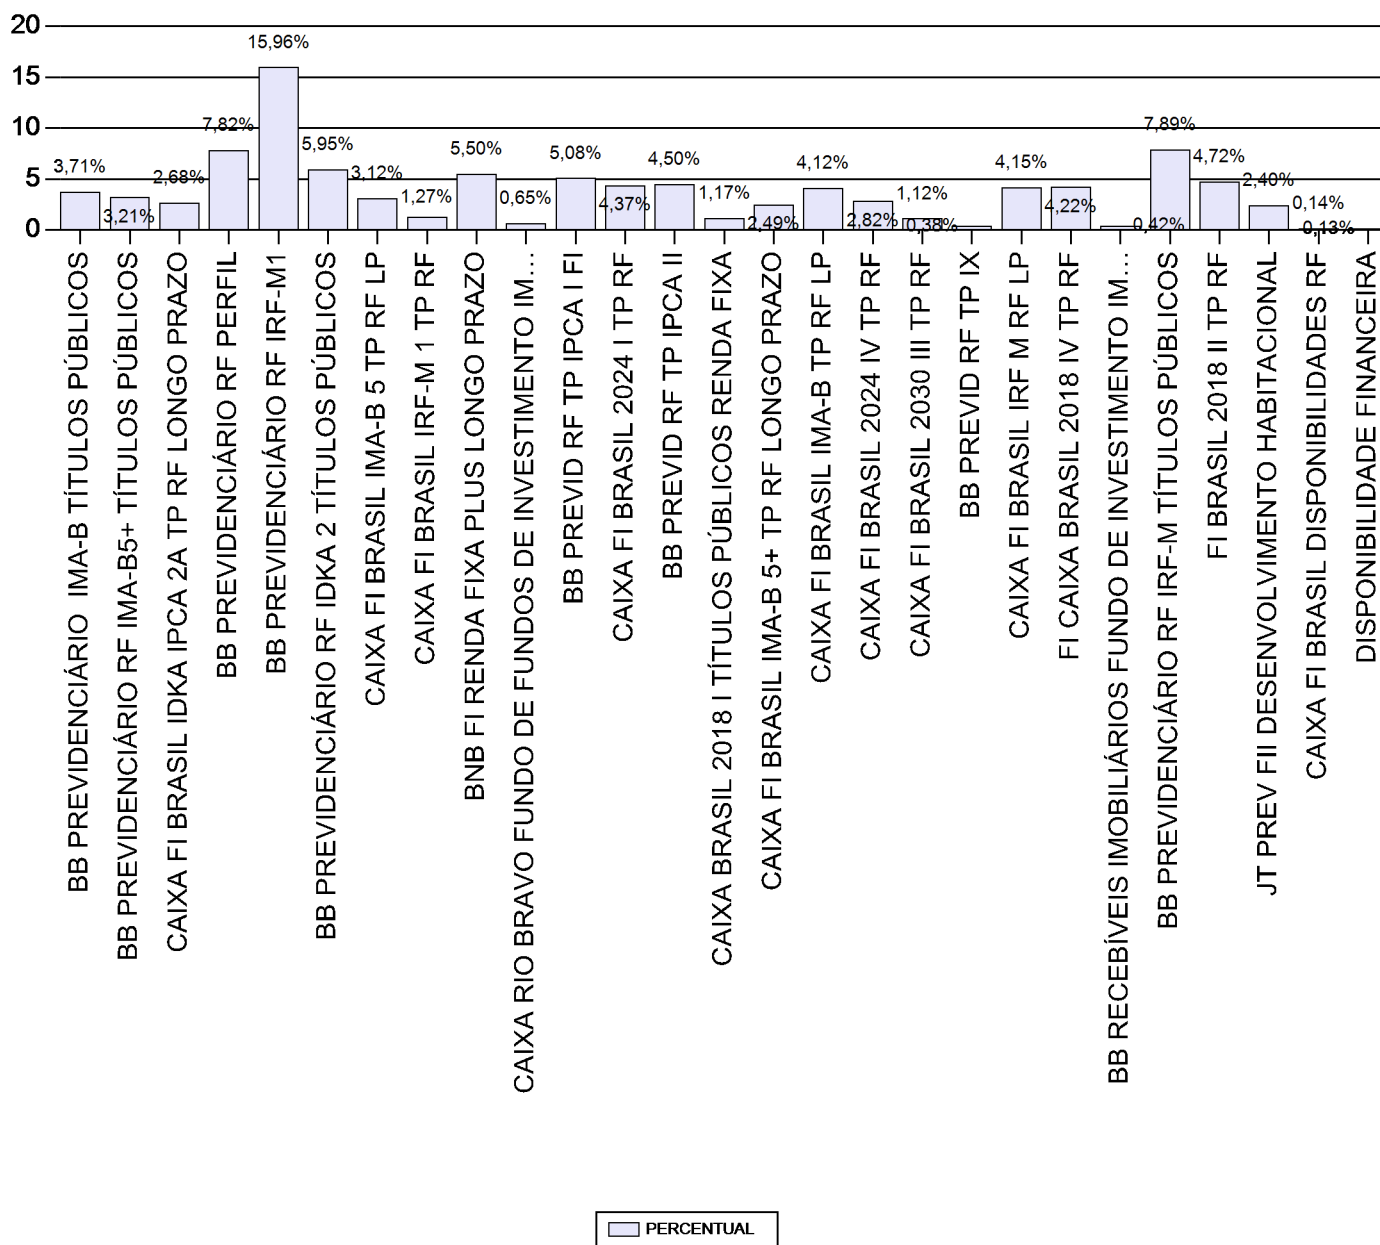 20
15
10
5
0
3,71%
3,21%
2,68%
7,82%
15,96%
5,95%
3,12%
1,27%
5,50%
0,65%
5,08%
4,37%
4,50%
1,17%
2,49%
4,12%
2,82%
1,12%
0,38%
4,15%
4,22%
0,42%
7,89%
4,72%
2,40%
0,14%
0,13%
BB PREVIDENCIÁRIO IMA-B TÍTULOS PÚBLICOS
BB PREVIDENCIÁRIO RF IMA-B5+ TÍTULOS PÚBLICOS
CAIXA FI BRASIL IDKA IPCA 2A TP RF LONGO PRAZO
BB PREVIDENCIÁRIO RF PERFIL
BB PREVIDENCIÁRIO RF IRF-M1
BB PREVIDENCIÁRIO RF IDKA 2 TÍTULOS PÚBLICOS
CAIXA FI BRASIL IMA-B 5 TP RF LP
CAIXA FI BRASIL IRF-M 1 TP RF
BNB FI RENDA FIXA PLUS LONGO PRAZO
CAIXA RIO BRAVO FUNDO DE FUNDOS DE INVESTIMENTO IM...
BB PREVID RF TP IPCA I FI
CAIXA FI BRASIL 2024 I TP RF
BB PREVID RF TP IPCA II
CAIXA BRASIL 2018 I TÍTULOS PÚBLICOS RENDA FIXA
CAIXA FI BRASIL IMA-B 5+ TP RF LONGO PRAZO
CAIXA FI BRASIL IMA-B TP RF LP
CAIXA FI BRASIL 2024 IV TP RF
CAIXA FI BRASIL 2030 III TP RF
BB PREVID RF TP IX
CAIXA FI BRASIL IRF M RF LP
FI CAIXA BRASIL 2018 IV TP RF
BB RECEBÍVEIS IMOBILIÁRIOS FUNDO DE INVESTIMENTO IM...
BB PREVIDENCIÁRIO RF IRF-M TÍTULOS PÚBLICOS
FI BRASIL 2018 II TP RF
JT PREV FII DESENVOLVIMENTO HABITACIONAL
CAIXA FI BRASIL DISPONIBILIDADES RF
DISPONIBILIDADE FINANCEIRA
PERCENTUAL